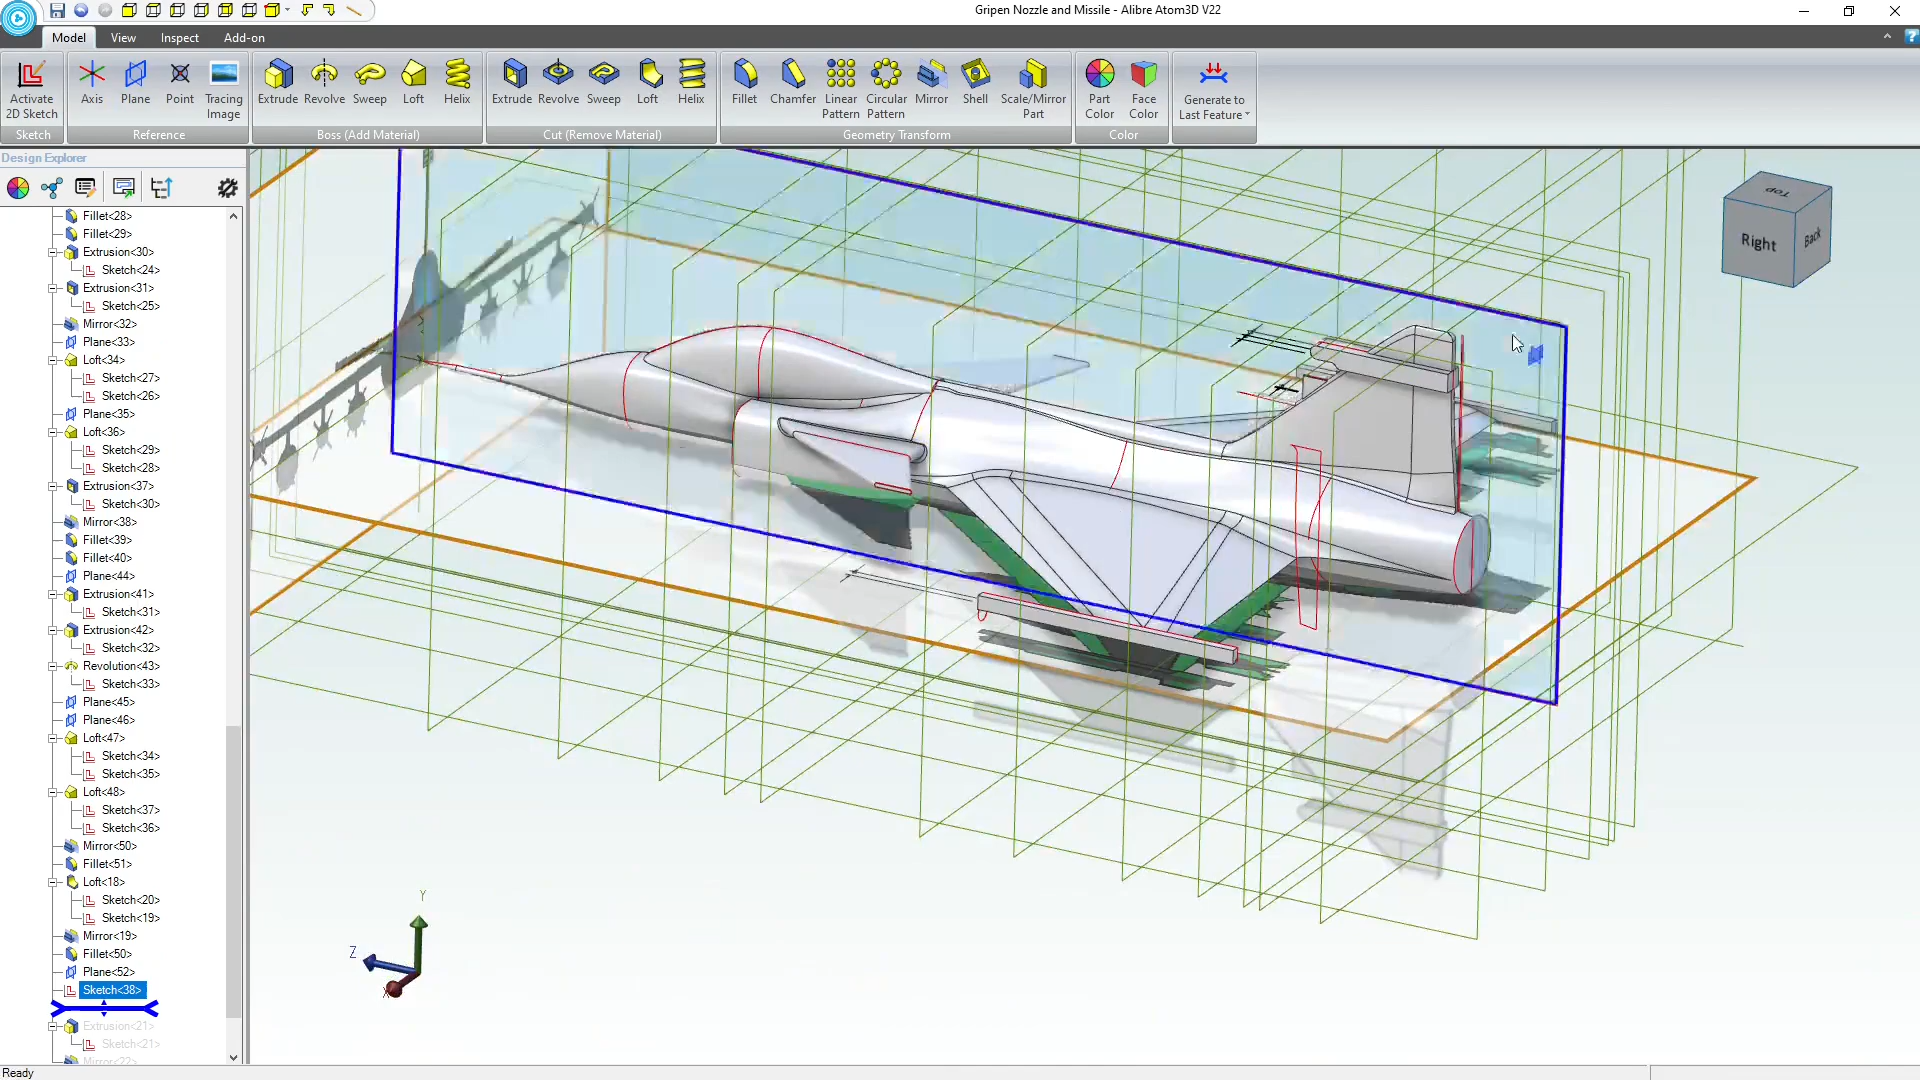 Gripen Nozzle and Missile - Alibre Atom3D V22
Model View Inspect Add-on
Activate 2D Sketch
Axis Plane Point Tracing Image
Extrude Revolve Sweep Loft Helix
Extrude Revolve Sweep Loft Helix
Fillet Chamfer Linear Pattern Circular Pattern Mirror Shell Scale/Mirror Part
Part Color Face Color
Generate to Last Feature
Sketch Reference Boss (Add Material) Cut (Remove Material) Geometry Transform Color
Design Explorer
Fillet<28>
Fillet<29>
Extrusion<30>
Sketch<24>
Extrusion<31>
Sketch<25>
Mirror<32>
Plane<33>
Loft<34>
Sketch<27>
Sketch<26>
Plane<35>
Loft<36>
Sketch<29>
Sketch<28>
Extrusion<37>
Sketch<30>
Mirror<38>
Fillet<39>
Fillet<40>
Plane<44>
Extrusion<41>
Sketch<31>
Extrusion<42>
Sketch<32>
Revolution<43>
Sketch<33>
Plane<45>
Plane<46>
Loft<47>
Sketch<34>
Sketch<35>
Loft<48>
Sketch<37>
Sketch<36>
Mirror<50>
Fillet<51>
Loft<18>
Sketch<20>
Sketch<19>
Mirror<19>
Fillet<50>
Plane<52>
Sketch<38>
Extrusion<21>
Sketch<21>
Mirror<22>
Top
Right Back
Y
Z
X
Ready